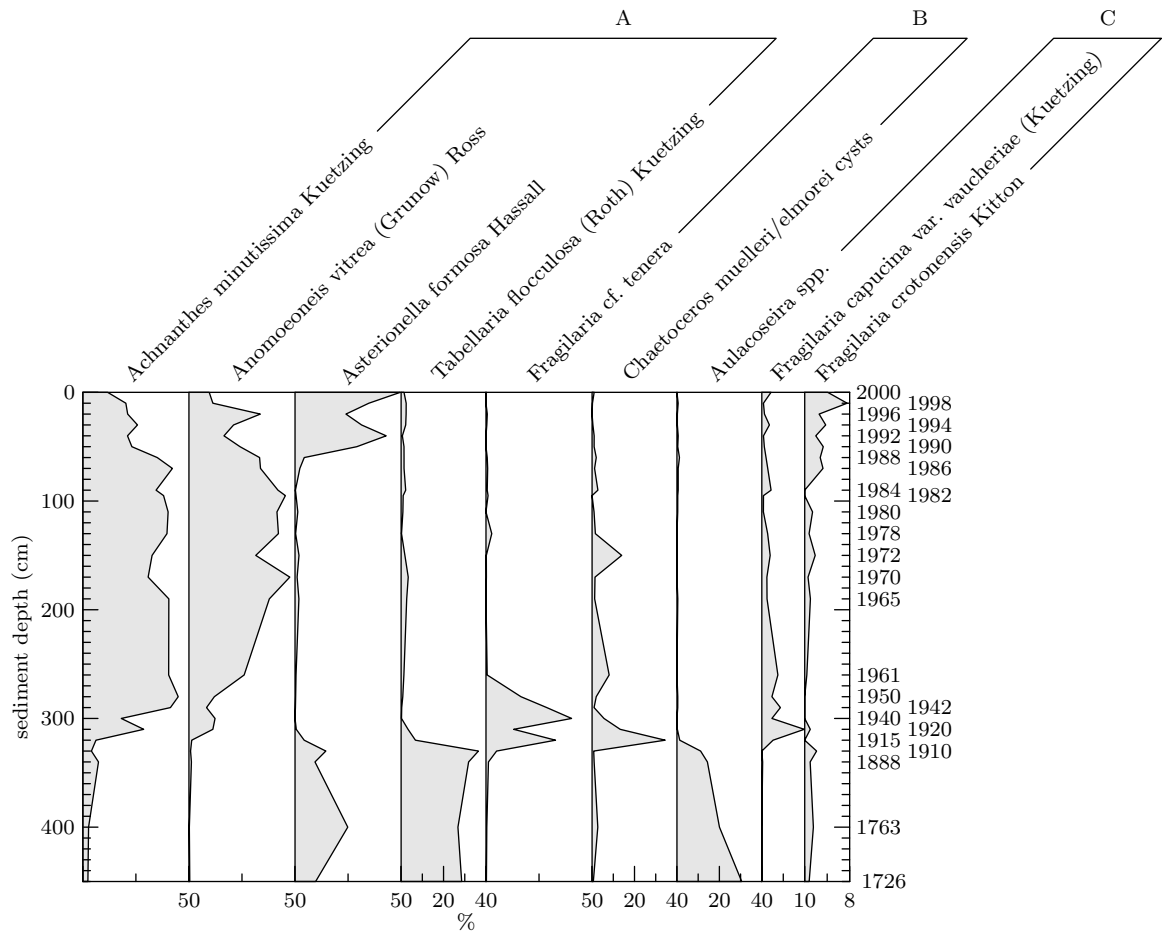 A
B
C
Achnanthes minutissima Kuetzing
Anomoeoneis vitrea (Grunow) Ross
Asterionella formosa Hassall
Tabellaria flocculosa (Roth) Kuetzing
Fragilaria cf. tenera
Chaetoceros muelleri/elmorei cysts
Aulacoseira spp.
Fragilaria capucina var. vaucheriae (Kuetzing)
Fragilaria crotonensis Kitton
sediment depth (cm)
0
100
200
300
400
2000
1998
1996
1994
1992
1990
1988
1986
1984
1982
1980
1978
1972
1970
1965
1961
1950
1942
1940
1920
1915
1910
1888
1763
1726
50 50 50 20 40 50 20 40 20 40 10 8
%